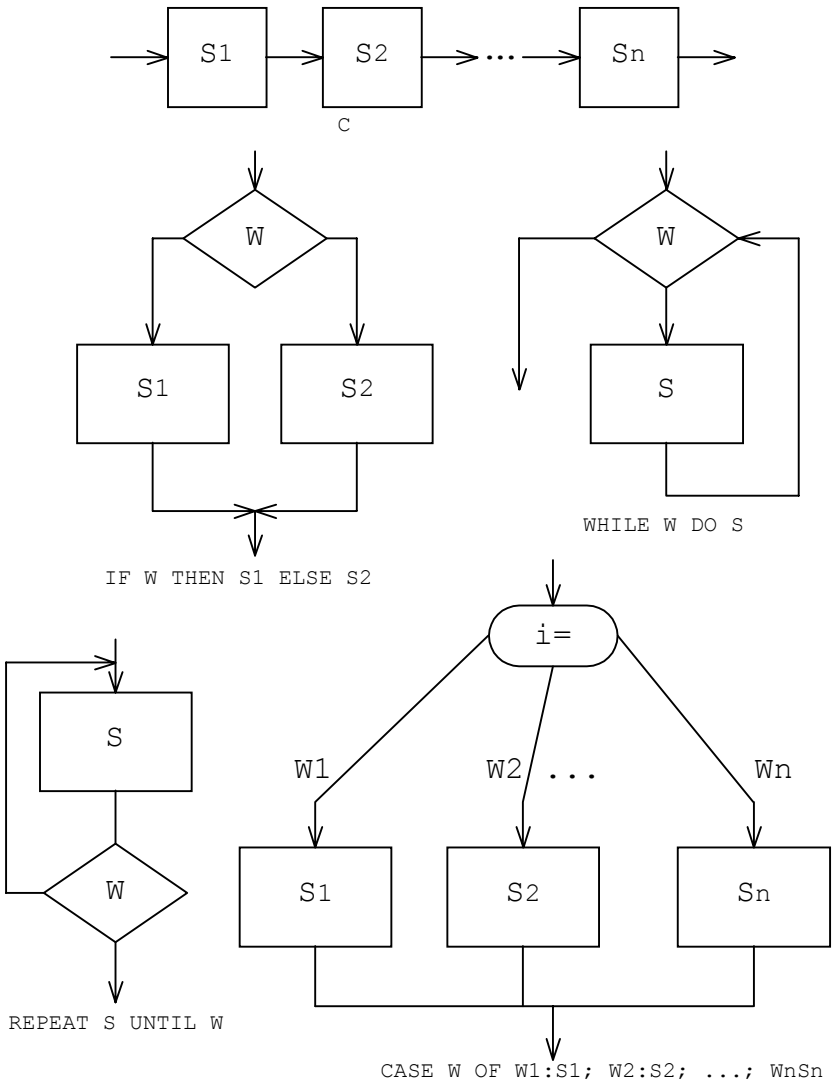 S1 S2 ... Sn
C
W
S1 S2
IF W THEN S1 ELSE S2
W
S
WHILE W DO S
S
W
REPEAT S UNTIL W
i=
W1 W2 ... Wn
S1 S2 Sn
CASE W OF W1:S1; W2:S2; ...; WnSn